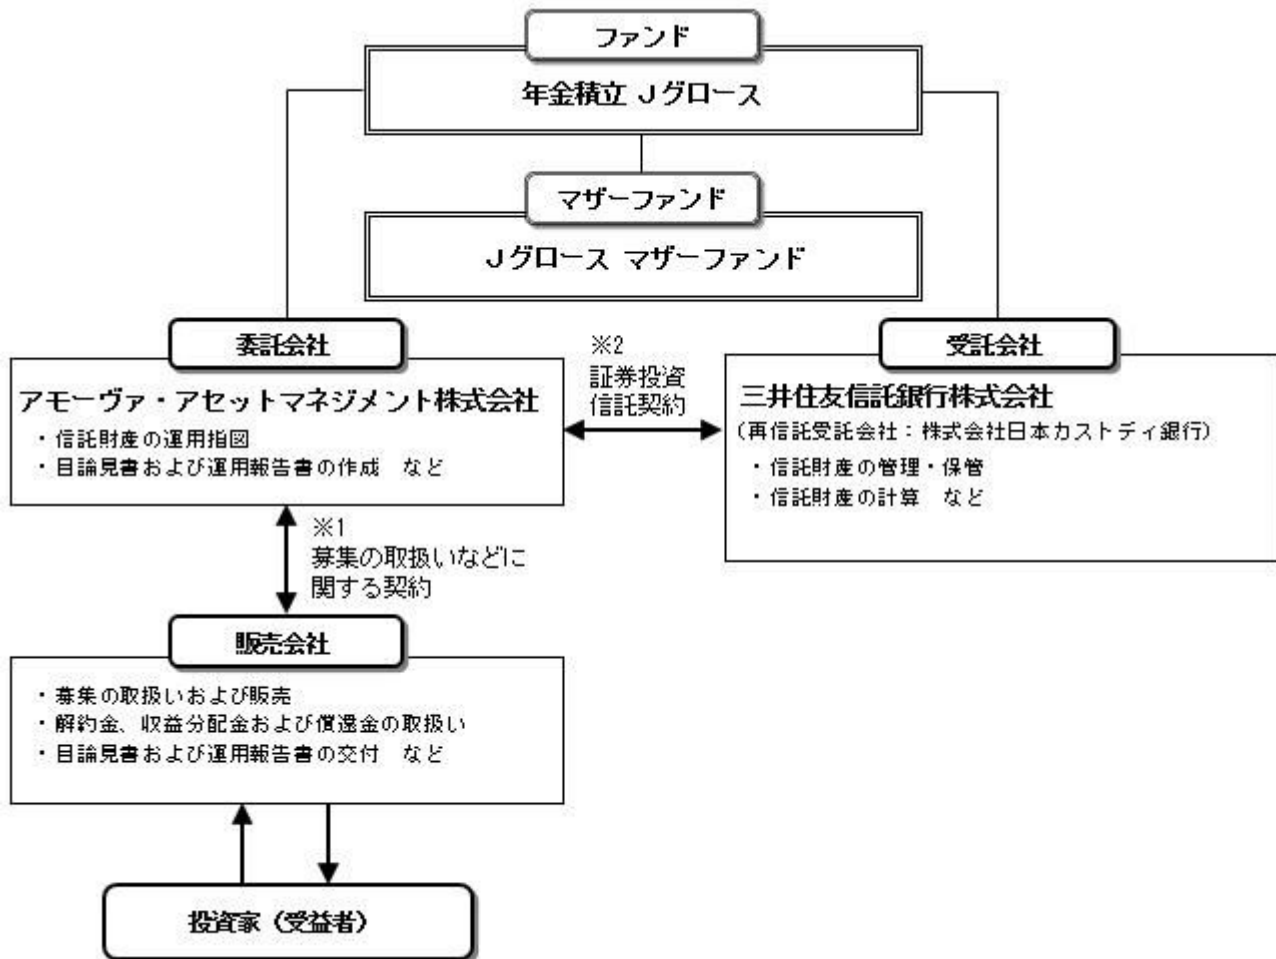 ファンド
年金積立 Jグロース
マザーファンド
Jグロース マザーファンド
委託会社
アモーヴァ・アセットマネジメント株式会社
・信託財産の運用指図
・目論見書および運用報告書の作成 など
※2
証券投資
信託契約
受託会社
三井住友信託銀行株式会社
(再信託受託会社:株式会社日本カストディ銀行)
・信託財産の管理・保管
・信託財産の計算 など
※1
募集の取扱いなどに
関する契約
販売会社
・募集の取扱いおよび販売
・解約金、収益分配金および償還金の取扱い
・目論見書および運用報告書の交付 など
投資家(受益者)